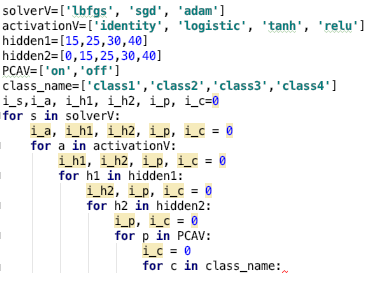 solverV=['lbfgs', 'sgd', 'adam']
activationV=['identity', 'logistic', 'tanh', 'relu']
hidden1=[15,25,30,40]
hidden2=[0,15,25,30,40]
PCAV=['on','off']
class_name=['class1','class2','class3','class4']
i_s,i_a, i_h1, i_h2, i_p, i_c=0
for s in solverV:
    i_a, i_h1, i_h2, i_p, i_c = 0
    for a in activationV:
        i_h1, i_h2, i_p, i_c = 0
        for h1 in hidden1:
            i_h2, i_p, i_c = 0
            for h2 in hidden2:
                i_p, i_c = 0
                for p in PCAV:
                    i_c = 0
                    for c in class_name: